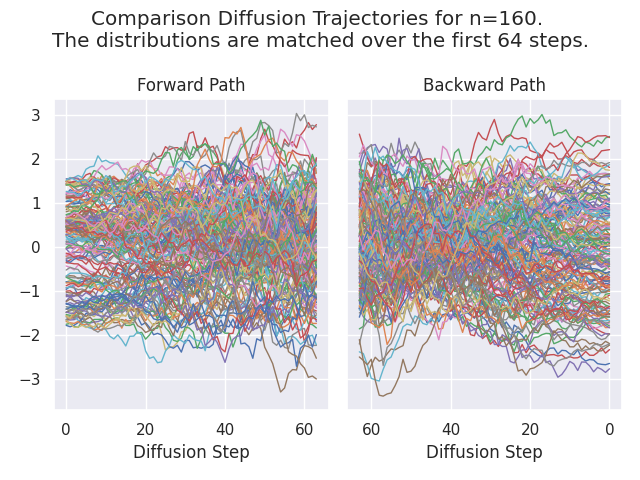 Comparison Diffusion Trajectories for n=160.
The distributions are matched over the first 64 steps.
Forward Path
Backward Path
3
2
1
0
−1
−2
−3
0 20 40 60
60 40 20 0
Diffusion Step
Diffusion Step